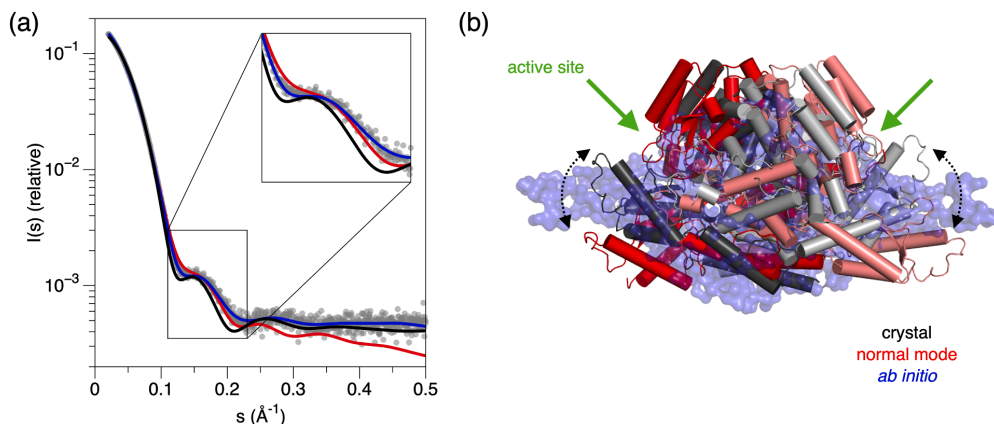 (a)
10⁻¹
10⁻²
10⁻³
I(s) (relative)
0 0.1 0.2 0.3 0.4 0.5
s (Å⁻¹)
(b)
active site
crystal
normal mode
ab initio